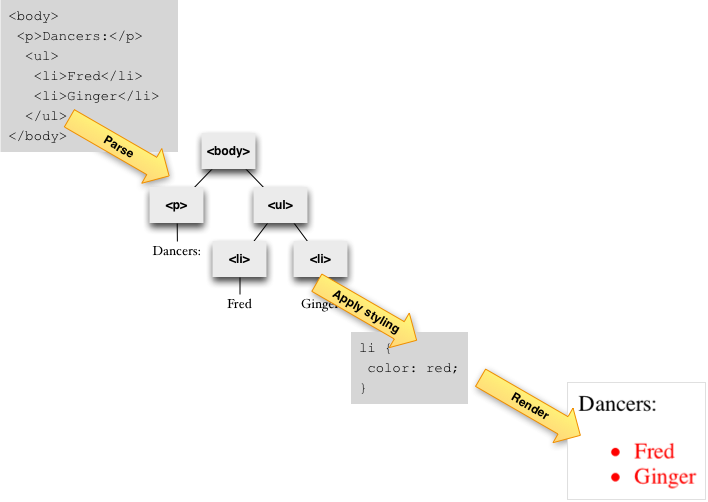 <body>
<p>Dancers:</p>
<ul>
<li>Fred</li>
<li>Ginger</li>
</ul>
</body>
Parse
<body>
<p>
<ul>
Dancers:
<li>
<li>
Fred
Ginger
Apply styling
li {
color: red;
}
Render
Dancers:
• Fred
• Ginger